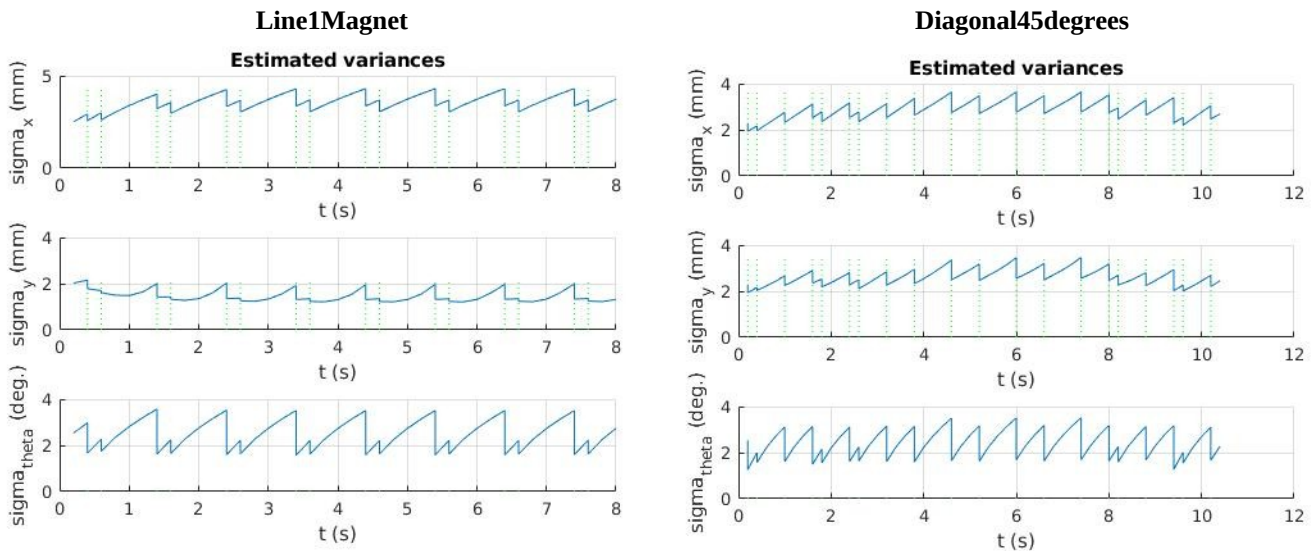 Line1Magnet
Estimated variances
sigma_x (mm)
5
0
0 1 2 3 4 5 6 7 8
t (s)
sigma_y (mm)
4
2
0
0 1 2 3 4 5 6 7 8
t (s)
sigma_theta (deg.)
4
2
0
0 1 2 3 4 5 6 7 8
t (s)
Diagonal45degrees
Estimated variances
sigma_x (mm)
4
2
0
0 2 4 6 8 10 12
t (s)
sigma_y (mm)
4
2
0
0 2 4 6 8 10 12
t (s)
sigma_theta (deg.)
4
2
0
0 2 4 6 8 10 12
t (s)